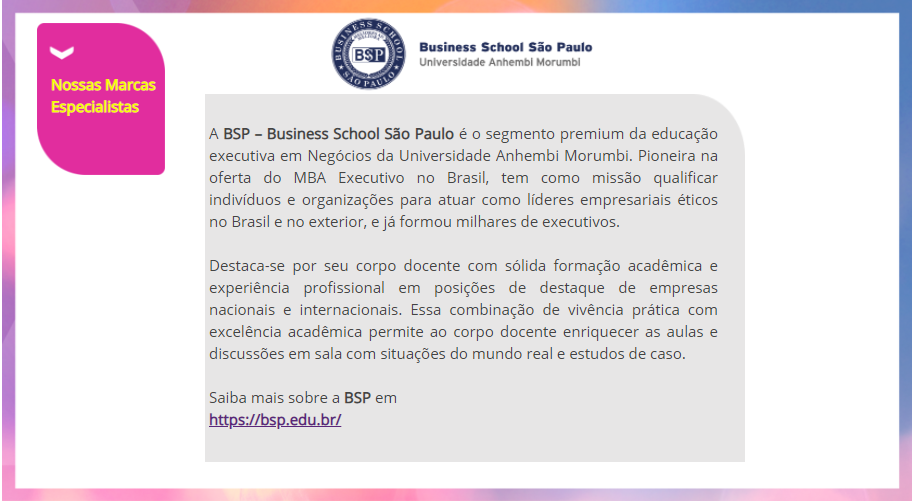 Nossas Marcas
Especialistas
BUSINESS SCHOOL
BSP
SÃO PAULO
Business School São Paulo
Universidade Anhembi Morumbi
A BSP – Business School São Paulo é o segmento premium da educação
executiva em Negócios da Universidade Anhembi Morumbi. Pioneira na
oferta do MBA Executivo no Brasil, tem como missão qualificar
indivíduos e organizações para atuar como líderes empresariais éticos
no Brasil e no exterior, e já formou milhares de executivos.
Destaca-se por seu corpo docente com sólida formação acadêmica e
experiência profissional em posições de destaque de empresas
nacionais e internacionais. Essa combinação de vivência prática com
excelência acadêmica permite ao corpo docente enriquecer as aulas e
discussões em sala com situações do mundo real e estudos de caso.
Saiba mais sobre a BSP em
https://bsp.edu.br/